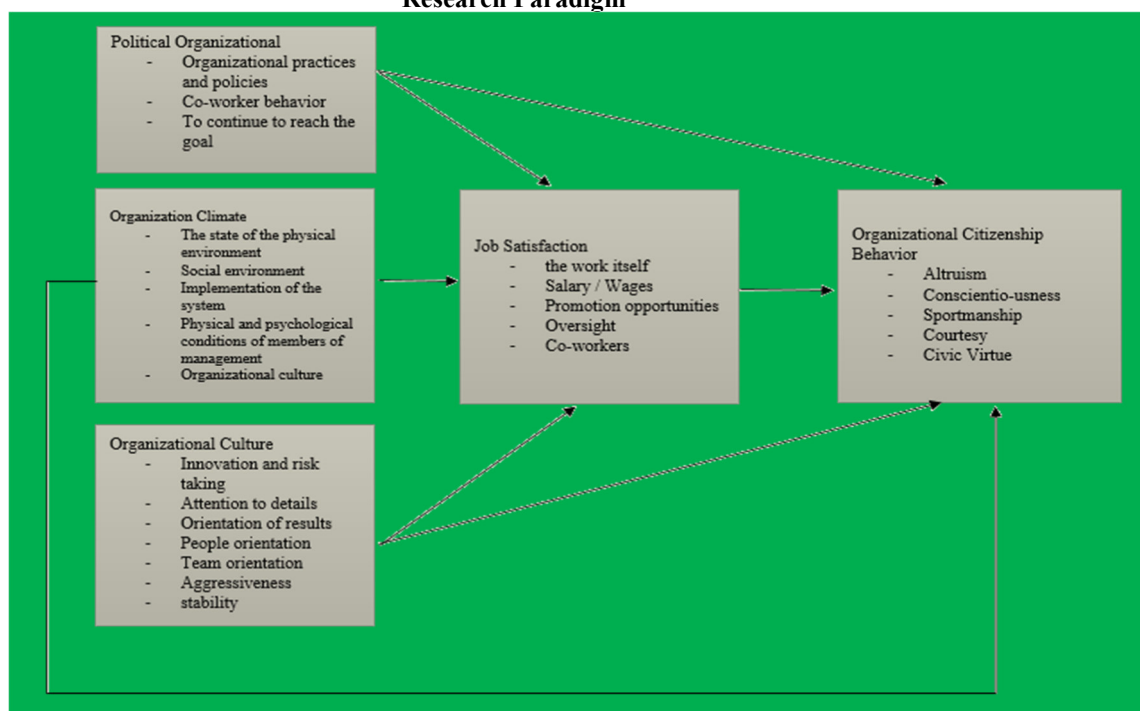 Research Paradigm
Political Organizational
- Organizational practices
and policies
- Co-worker behavior
- To continue to reach the
goal
Organization Climate
- The state of the physical
environment
- Social environment
- Implementation of the
system
- Physical and psychological
conditions of members of
management
- Organizational culture
Organizational Culture
- Innovation and risk
taking
- Attention to details
- Orientation of results
- People orientation
- Team orientation
- Aggressiveness
- stability
Job Satisfaction
- the work itself
- Salary / Wages
- Promotion opportunities
- Oversight
- Co-workers
Organizational Citizenship
Behavior
- Altruism
- Conscientio-usness
- Sportmanship
- Courtesy
- Civic Virtue